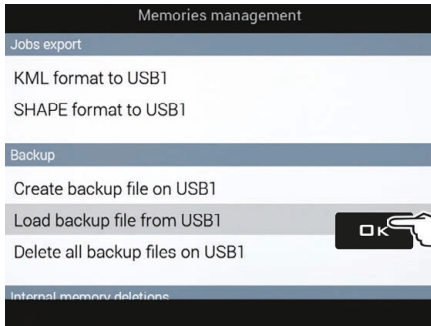 Memories management
Jobs export
KML format to USB1
SHAPE format to USB1
Backup
Create backup file on USB1
Load backup file from USB1
OK
Delete all backup files on USB1
Internal memory deletions